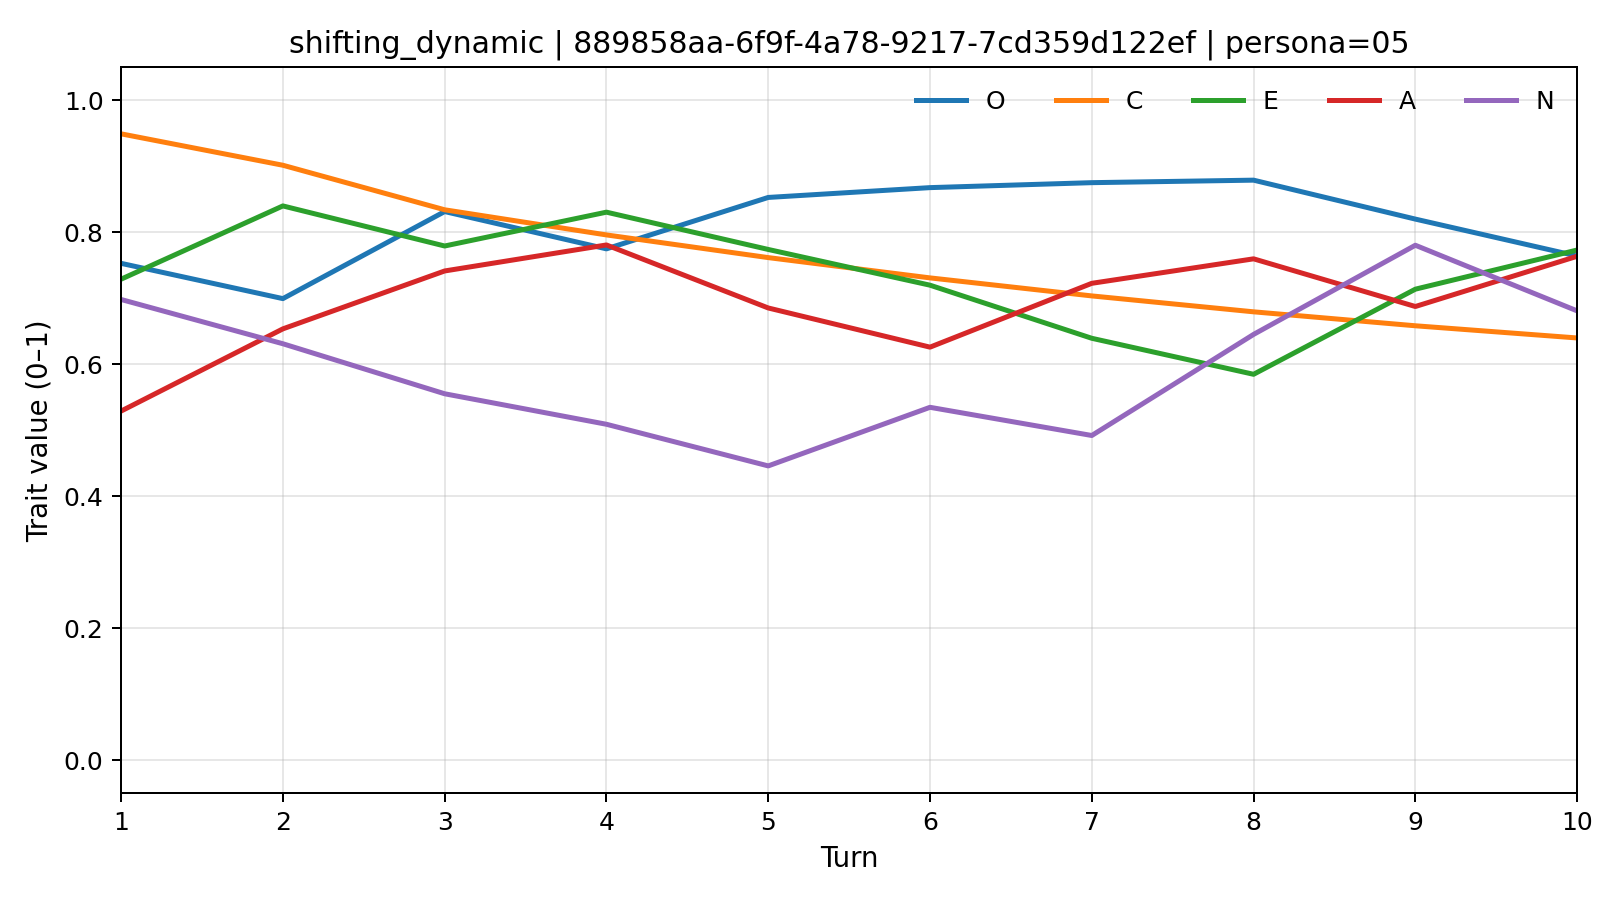 shifting_dynamic | 889858aa-6f9f-4a78-9217-7cd359d122ef | persona=05
O C E A N
Trait value (0–1)
1.0
0.8
0.6
0.4
0.2
0.0
1 2 3 4 5 6 7 8 9 10
Turn